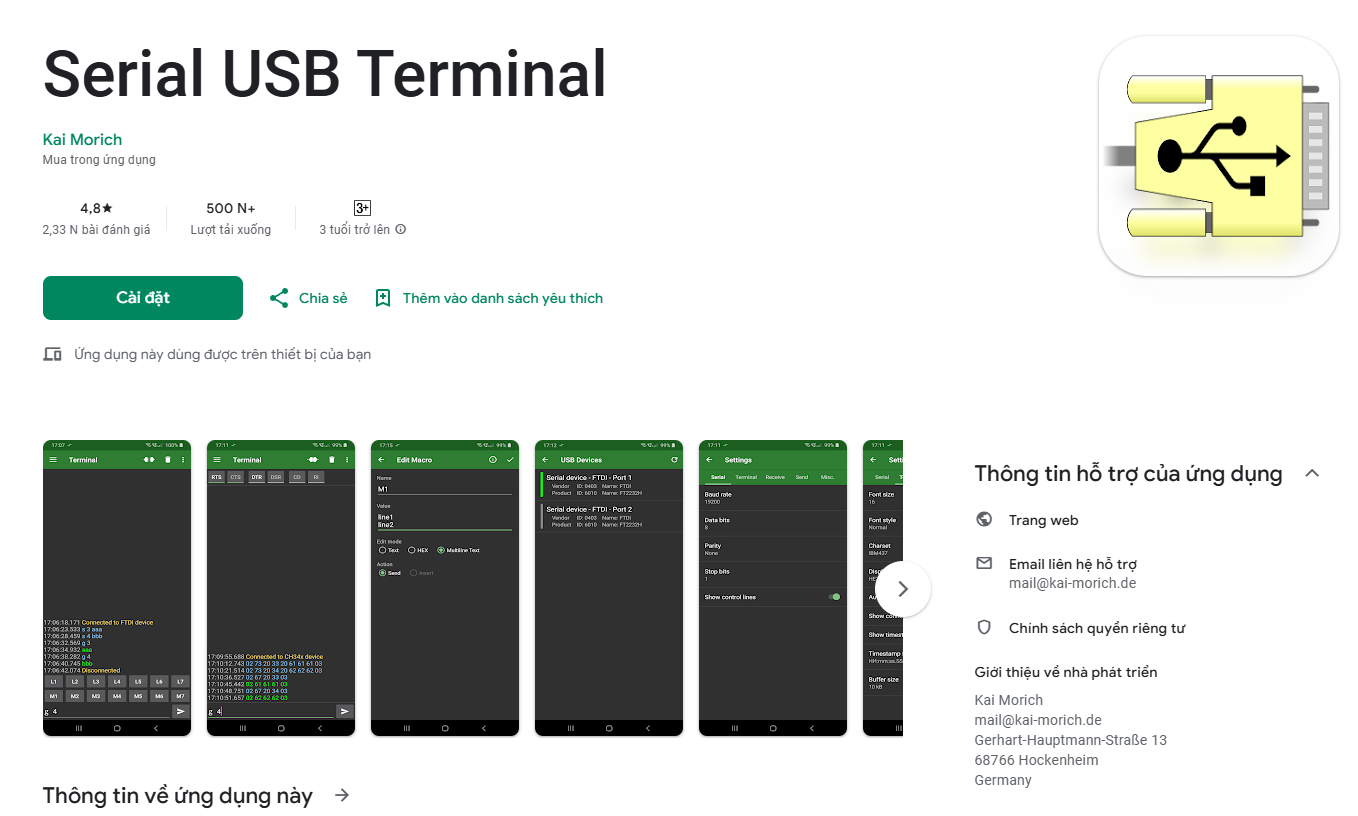 Serial USB Terminal
Kai Morich
Mua trong ứng dụng
4,8★
2,33 N bài đánh giá
500 N+
Lượt tải xuống
3+
3 tuổi trở lên
Cài đặt
Chia sẻ
Thêm vào danh sách yêu thích
Ứng dụng này dùng được trên thiết bị của bạn
17:07
100%
Terminal
17:06:18.171 Connected to FTDI device
17:06:23.533 s 3 aaa
17:06:28.459 s 4 bbb
17:06:32.569 g 3
17:06:34.932 aaa
17:06:38.282 g 4
17:06:40.745 bbb
17:06:42.074 Disconnected
L1 L2 L3 L4 L5 L6 L7
M1 M2 M3 M4 M5 M6 M7
g 4
17:11
99%
Terminal
RTS CTS DTR DSR CD RI
17:09:55.688 Connected to CH34x device
17:10:12.743 02 73 20 33 20 61 61 61 03
17:10:21.514 02 73 20 34 20 62 62 62 03
17:10:36.527 02 67 20 33 03
17:10:45.442 02 61 61 61 03
17:10:48.751 02 67 20 34 03
17:10:51.657 02 62 62 62 03
g 4
17:15
99%
Edit Macro
Name
M1
Value
line1
line2
Edit mode
Text HEX Multiline Text
Action
Send Insert
17:12
99%
USB Devices
Serial device - FTDI - Port 1
Vendor ID: 0403 Name: FTDI
Product ID: 6010 Name: FT2232H
Serial device - FTDI - Port 2
Vendor ID: 0403 Name: FTDI
Product ID: 6010 Name: FT2232H
17:11
99%
Settings
Serial Terminal Receive Send Misc.
Baud rate
19200
Data bits
8
Parity
None
Stop bits
1
Show control lines
17:11
Setti
Serial T
Font size
16
Font style
Normal
Charset
IBM437
Disp
HE
Au
Show con
Show timest
Timestamp
HH:mm:ss.SS
Buffer size
10 kB
Thông tin về ứng dụng này
Thông tin hỗ trợ của ứng dụng
Trang web
Email liên hệ hỗ trợ
mail@kai-morich.de
Chính sách quyền riêng tư
Giới thiệu về nhà phát triển
Kai Morich
mail@kai-morich.de
Gerhart-Hauptmann-Straße 13
68766 Hockenheim
Germany